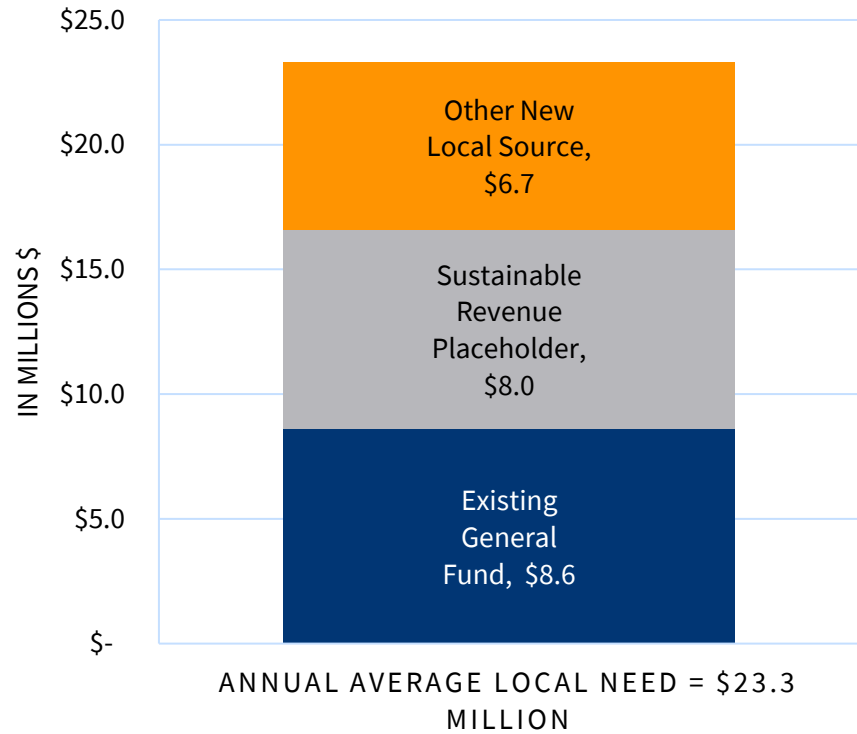 $25.0
$20.0
$15.0
$10.0
$5.0
$-
IN MILLIONS $
Other New
Local Source,
$6.7
Sustainable
Revenue
Placeholder,
$8.0
Existing
General
Fund, $8.6
ANNUAL AVERAGE LOCAL NEED = $23.3
MILLION